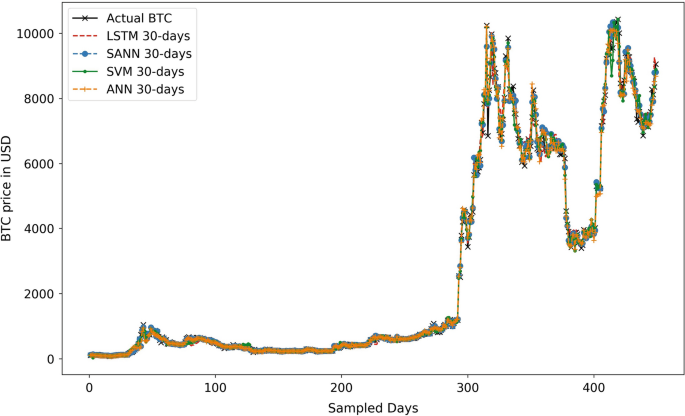 Actual BTC
LSTM 30-days
SANN 30-days
SVM 30-days
ANN 30-days
10000
8000
6000
4000
2000
0
BTC price in USD
0 100 200 300 400
Sampled Days